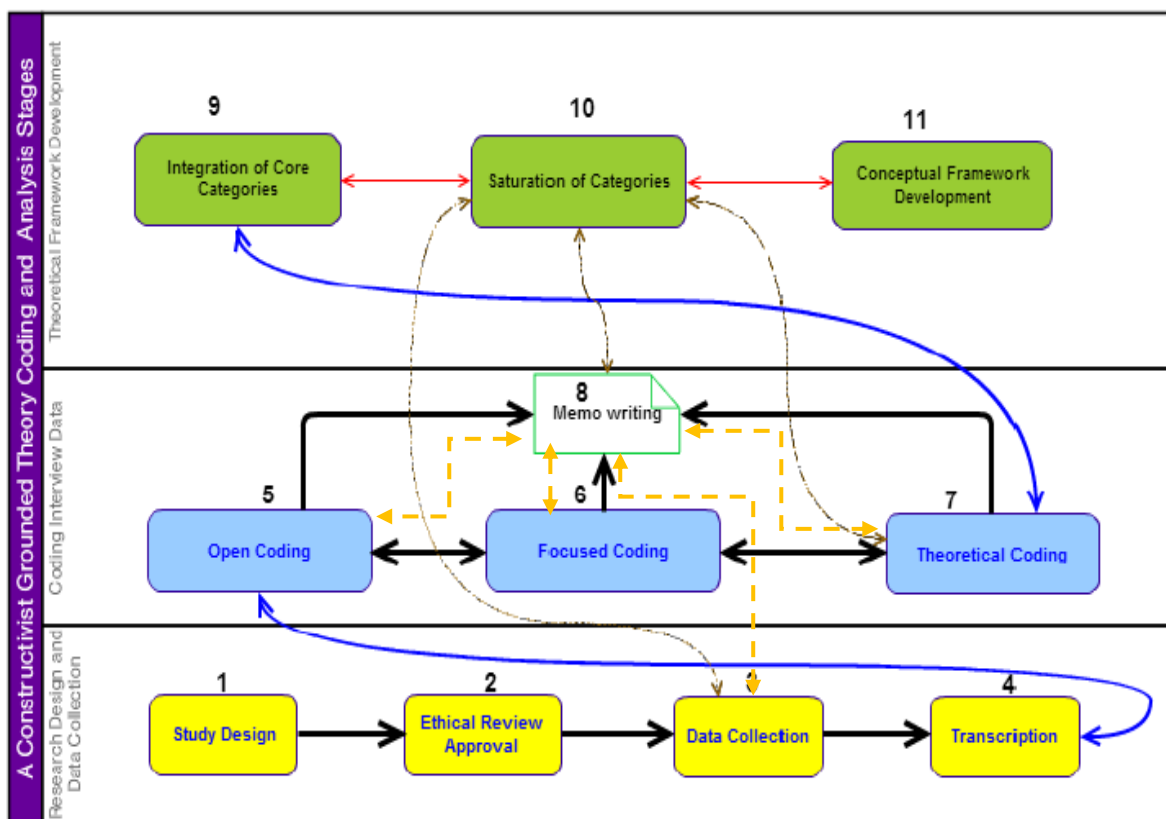 A Constructivist Grounded Theory Coding and Analysis Stages
Theoretical Framework Development
9
Integration of Core
Categories
10
Saturation of Categories
11
Conceptual Framework
Development
Coding Interview Data
8
Memo writing
5
Open Coding
6
Focused Coding
7
Theoretical Coding
Research Design and
Data Collection
1
Study Design
2
Ethical Review
Approval
3
Data Collection
4
Transcription